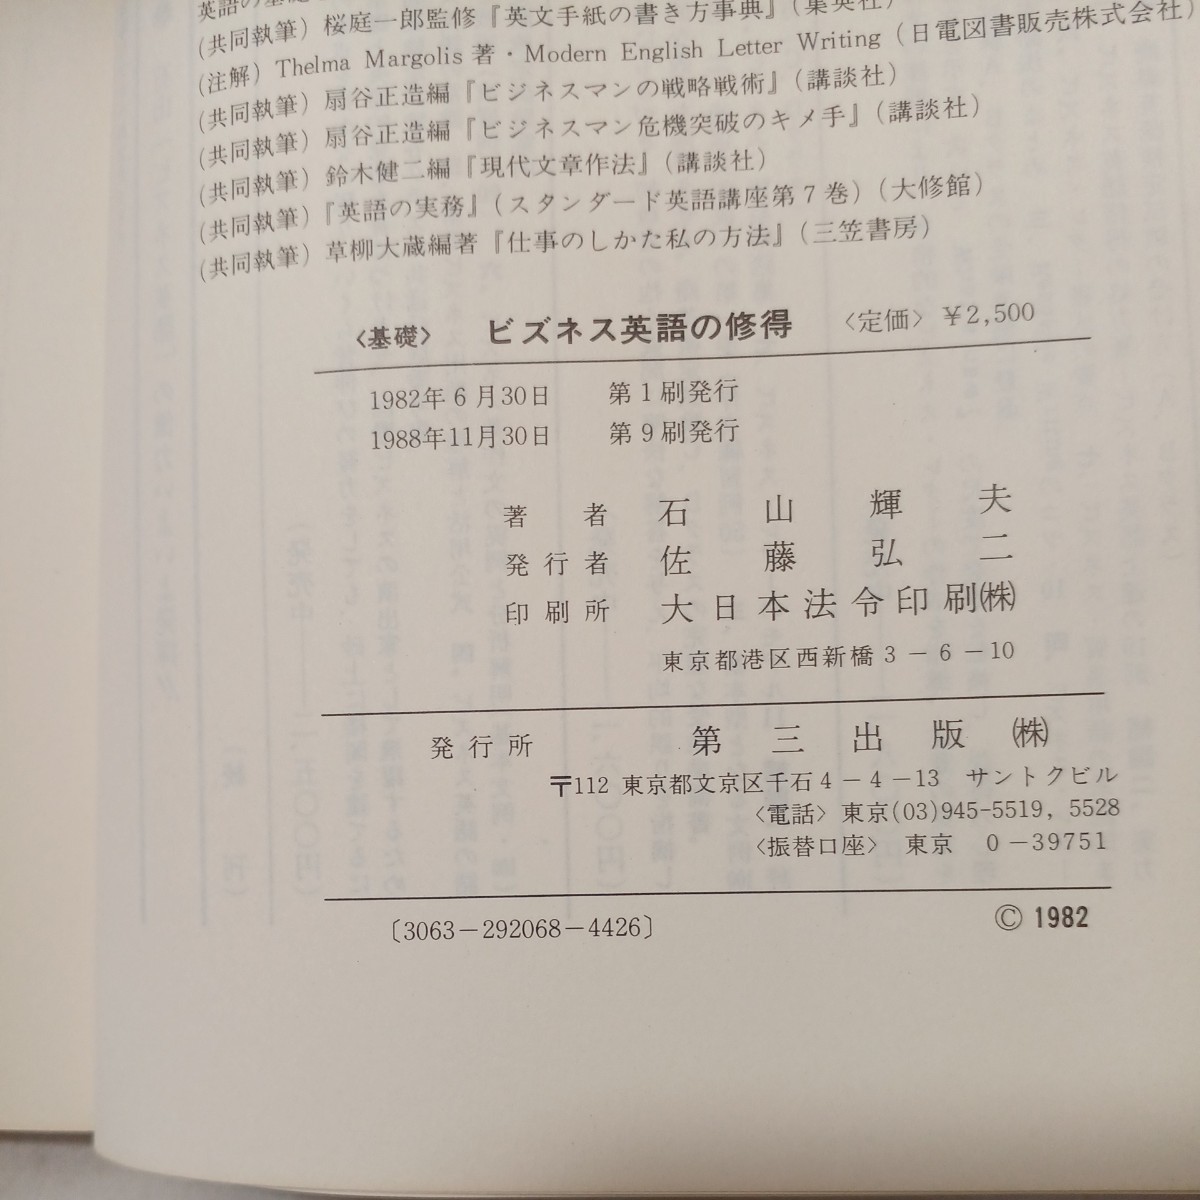 英語の基礎
(共同執筆) 桜庭一郎監修『英文手紙の書き方事典』(集英社)
(注解) Thelma Margolis 著・Modern English Letter Writing (日電図書販売株式会社)
(共同執筆) 扇谷正造編『ビジネスマンの戦略戦術』(講談社)
(共同執筆) 扇谷正造編『ビジネスマン危機突破のキメ手』(講談社)
(共同執筆) 鈴木健二編『現代文章作法』(講談社)
(共同執筆)『英語の実務』(スタンダード英語講座第7巻) (大修館)
(共同執筆) 草柳大蔵編著『仕事のしかた私の方法』(三笠書房)
〈基礎〉 ビズネス英語の修得 〈定価〉 ¥2,500
1982年6月30日 第1刷発行
1988年11月30日 第9刷発行
著者 石山輝夫
発行者 佐藤弘二
印刷所 大日本法令印刷㈱
東京都港区西新橋3-6-10
発行所 第三出版㈱
〒112 東京都文京区千石4-4-13 サントクビル
〈電話〉東京(03)945-5519, 5528
〈振替口座〉 東京 0-39751
〔3063-292068-4426〕 © 1982